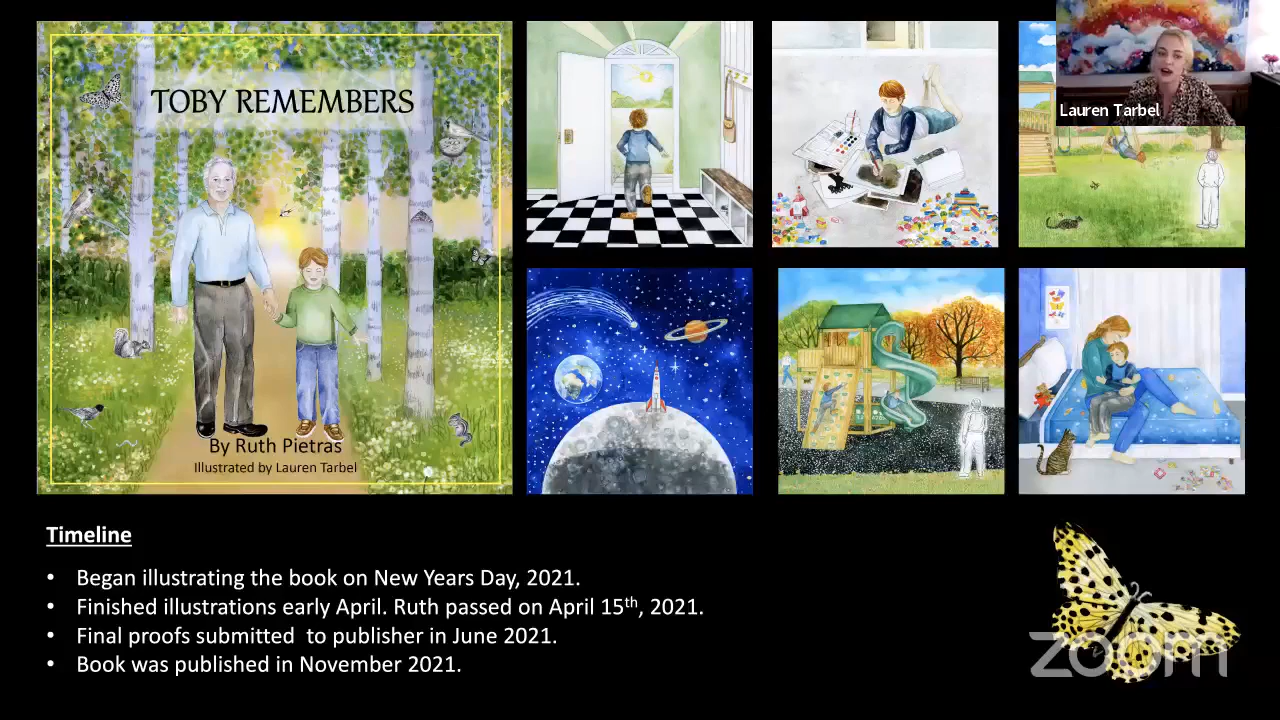 TOBY REMEMBERS
By Ruth Pietras
Illustrated by Lauren Tarbel
Lauren Tarbel
Timeline
• Began illustrating the book on New Years Day, 2021.
• Finished illustrations early April. Ruth passed on April 15th, 2021.
• Final proofs submitted to publisher in June 2021.
• Book was published in November 2021.
zoom